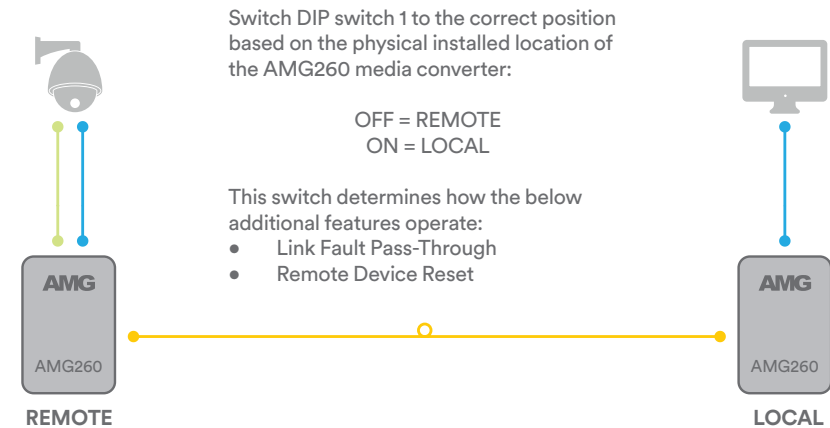 Switch DIP switch 1 to the correct position
based on the physical installed location of
the AMG260 media converter:
OFF = REMOTE
ON = LOCAL
This switch determines how the below
additional features operate:
● Link Fault Pass-Through
● Remote Device Reset
AMG
AMG260
REMOTE
AMG
AMG260
LOCAL